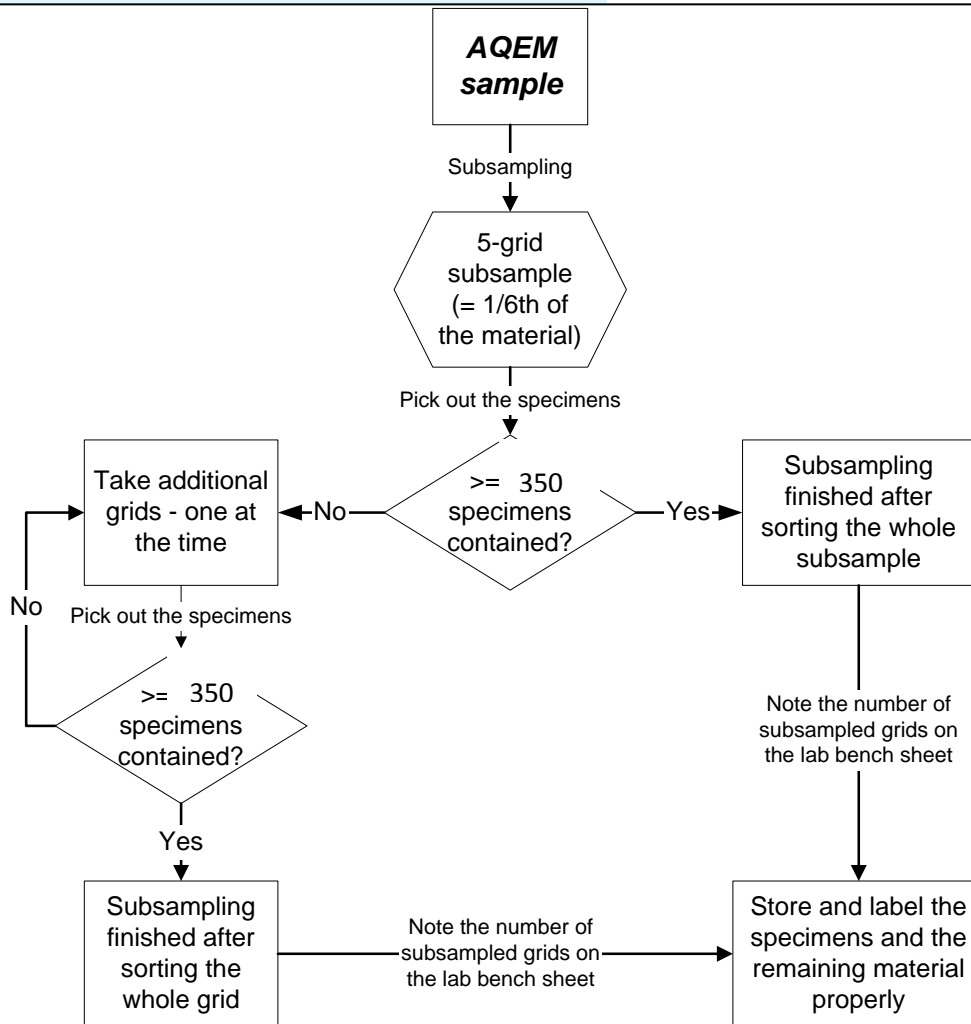 AQEM
sample
Subsampling
5-grid
subsample
(= 1/6th of
the material)
Pick out the specimens
>= 350
specimens
contained?
No
Yes
Take additional
grids - one at
the time
Subsampling
finished after
sorting the whole
subsample
No
Pick out the specimens
>= 350
specimens
contained?
Note the number of
subsampled grids on
the lab bench sheet
Yes
Subsampling
finished after
sorting the
whole grid
Note the number of
subsampled grids on
the lab bench sheet
Store and label the
specimens and the
remaining material
properly